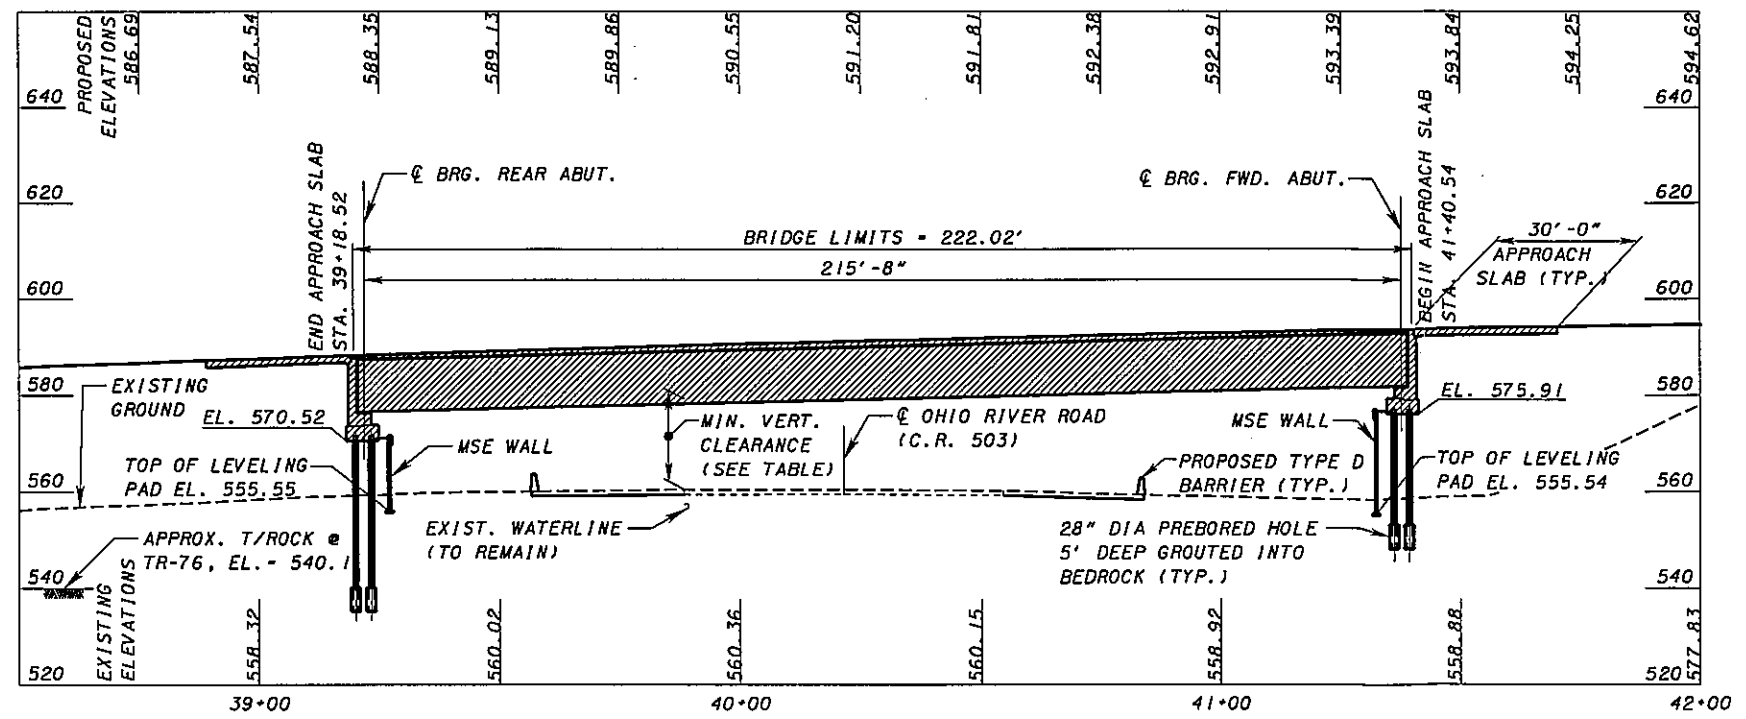 PROPOSED
ELEVATIONS
586.69
587.54
588.35
589.13
589.86
590.55
591.20
591.81
592.38
592.91
593.39
593.84
594.25
594.62
640
640
END APPROACH SLAB
STA. 39+18.52
℄ BRG. REAR ABUT.
℄ BRG. FWD. ABUT.
BEGIN APPROACH SLAB
STA. 41+40.54
620
620
BRIDGE LIMITS = 222.02'
215'-8"
30'-0"
APPROACH
SLAB (TYP.)
600
600
580
EXISTING
GROUND
EL. 570.52
MSE WALL
MIN. VERT.
CLEARANCE
(SEE TABLE)
℄ OHIO RIVER ROAD
(C.R. 503)
MSE WALL
EL. 575.91
580
TOP OF LEVELING
PAD EL. 555.55
PROPOSED TYPE D
BARRIER (TYP.)
TOP OF LEVELING
PAD EL. 555.54
560
560
APPROX. T/ROCK @
TR-76, EL.= 540.1
EXIST. WATERLINE
(TO REMAIN)
28" DIA PREBORED HOLE
5' DEEP GROUTED INTO
BEDROCK (TYP.)
540
540
EXISTING
ELEVATIONS
558.32
560.02
560.36
560.15
558.92
558.88
577.83
520
520
39+00
40+00
41+00
42+00